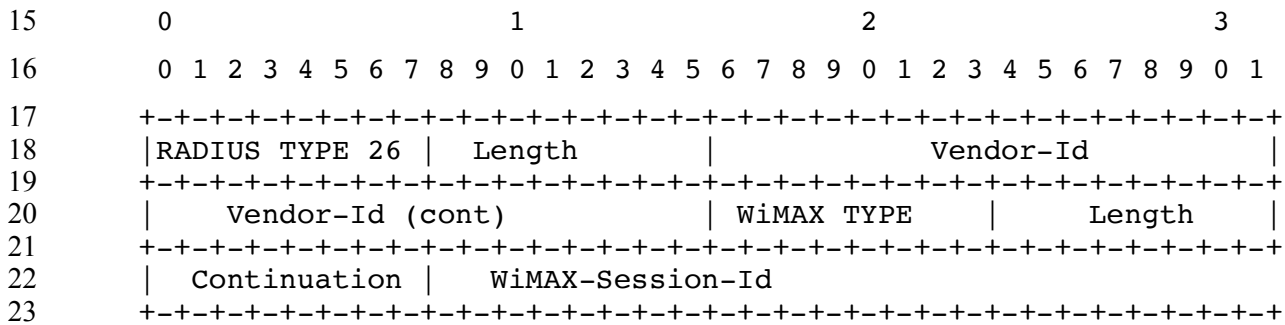 15 0 1 2 3
16 0 1 2 3 4 5 6 7 8 9 0 1 2 3 4 5 6 7 8 9 0 1 2 3 4 5 6 7 8 9 0 1
17 +-+-+-+-+-+-+-+-+-+-+-+-+-+-+-+-+-+-+-+-+-+-+-+-+-+-+-+-+-+-+-+-+
18 |RADIUS TYPE 26 | Length | Vendor-Id |
19 +-+-+-+-+-+-+-+-+-+-+-+-+-+-+-+-+-+-+-+-+-+-+-+-+-+-+-+-+-+-+-+-+
20 | Vendor-Id (cont) | WiMAX TYPE | Length |
21 +-+-+-+-+-+-+-+-+-+-+-+-+-+-+-+-+-+-+-+-+-+-+-+-+-+-+-+-+-+-+-+-+
22 | Continuation | WiMAX-Session-Id
23 +-+-+-+-+-+-+-+-+-+-+-+-+-+-+-+-+-+-+-+-+-+-+-+-+-+-+-+-+-+-+-+-+